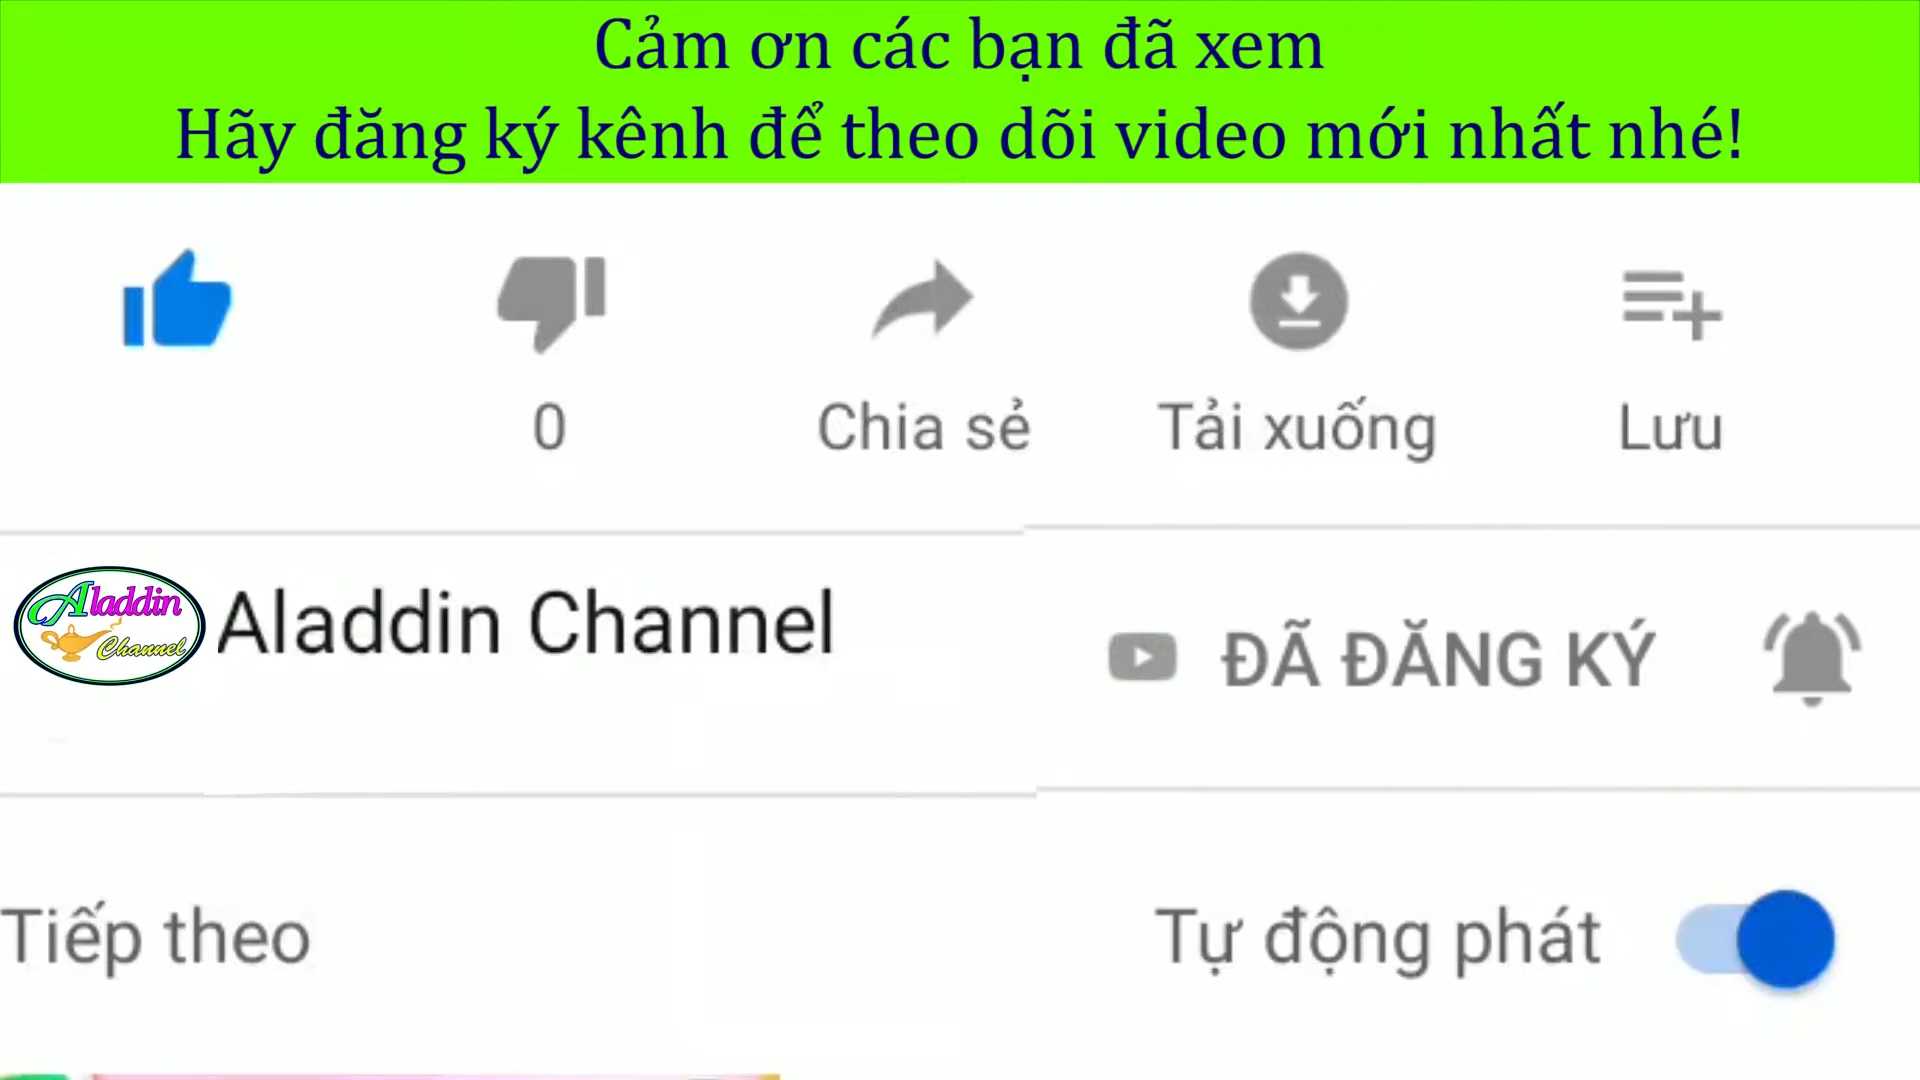 Cảm ơn các bạn đã xem
Hãy đăng ký kênh để theo dõi video mới nhất nhé!
0 Chia sẻ Tải xuống Lưu
Aladdin
Channel
Aladdin Channel
ĐÃ ĐĂNG KÝ
Tiếp theo Tự động phát